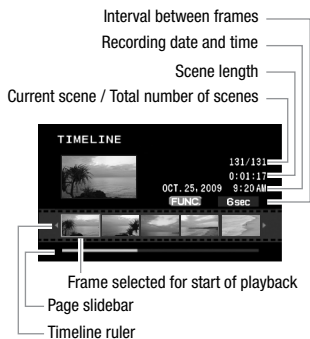 Interval between frames
Recording date and time
Scene length
Current scene / Total number of scenes
TIMELINE
131/131
0:01:17
OCT. 25, 2009 9:20 AM
FUNC. 6sec
Frame selected for start of playback
Page slidebar
Timeline ruler